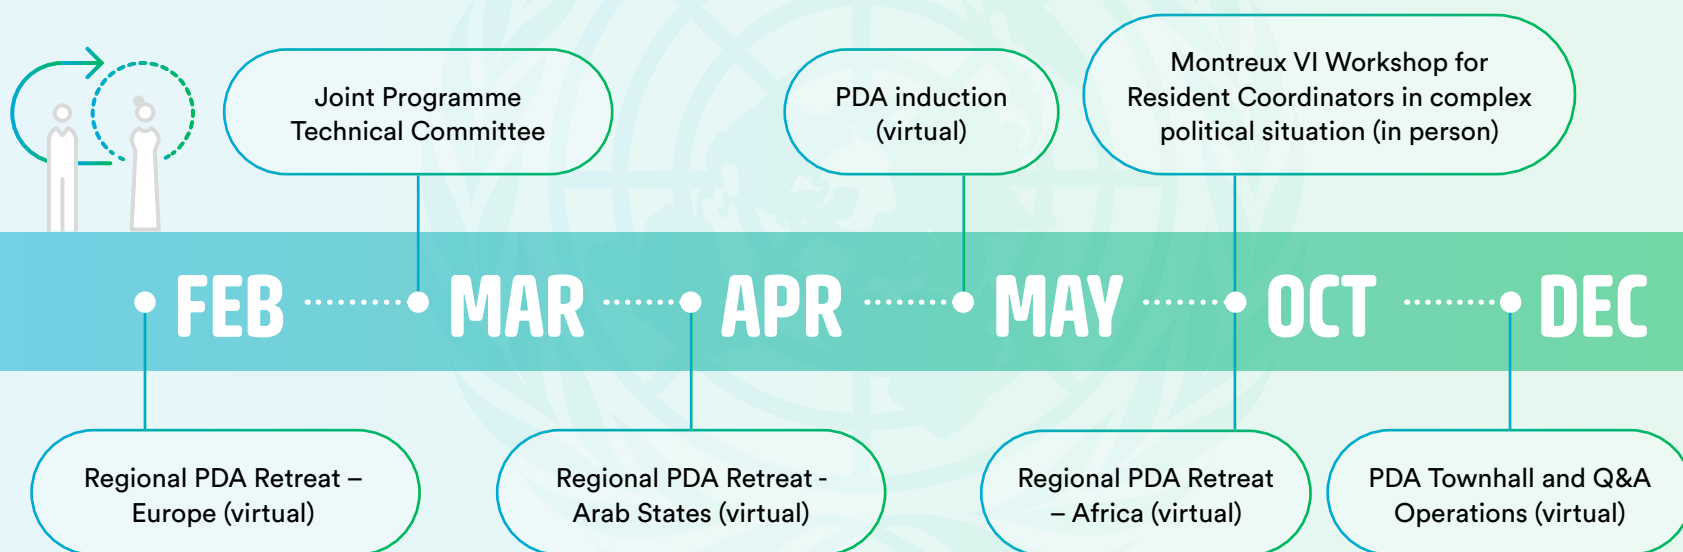 Joint Programme
Technical Committee
PDA induction
(virtual)
Montreux VI Workshop for
Resident Coordinators in complex
political situation (in person)
FEB
MAR
APR
MAY
OCT
DEC
Regional PDA Retreat –
Europe (virtual)
Regional PDA Retreat -
Arab States (virtual)
Regional PDA Retreat
– Africa (virtual)
PDA Townhall and Q&A
Operations (virtual)